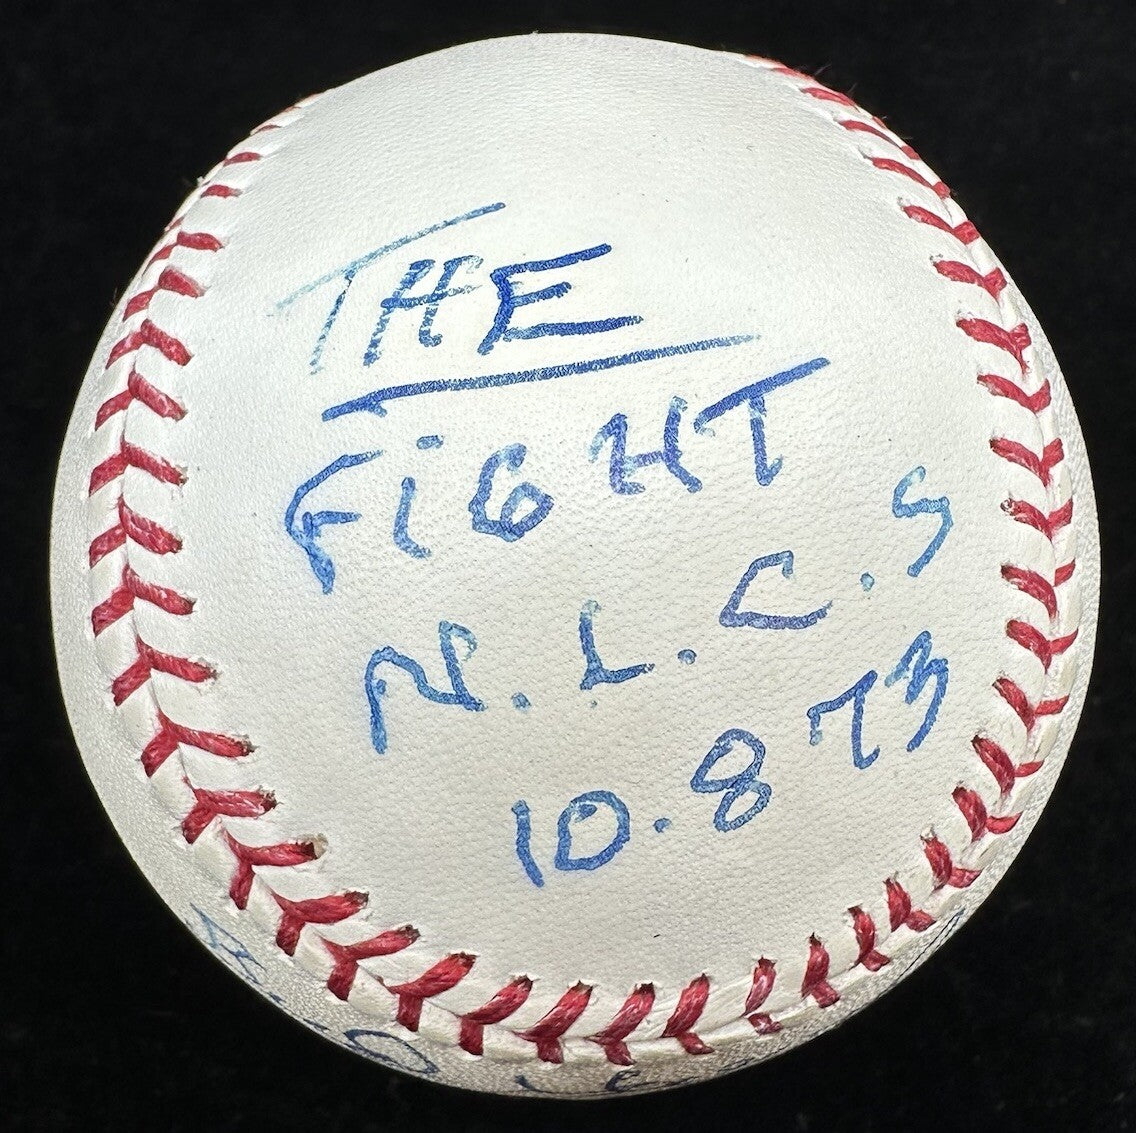 THE
FiGHT
N.L.C.S
10.8 73